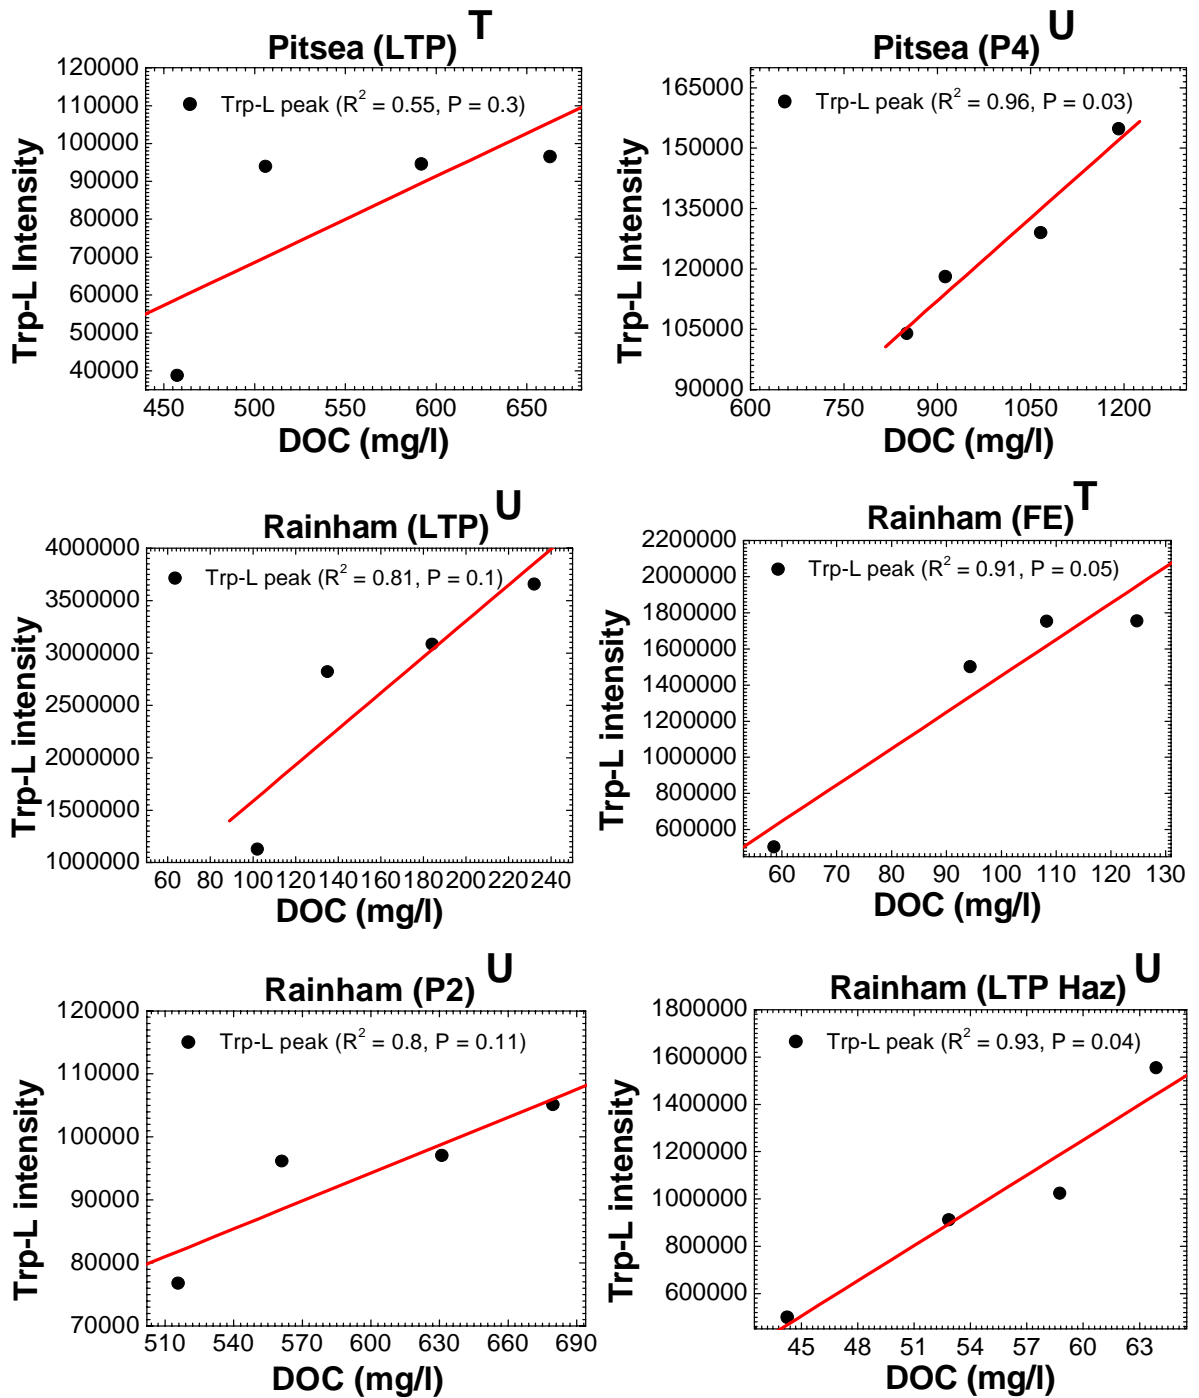 Pitsea (LTP) T
Trp-L peak (R² = 0.55, P = 0.3)
Trp-L Intensity
120000
110000
100000
90000
80000
70000
60000
50000
40000
450 500 550 600 650
DOC (mg/l)
Pitsea (P4) U
Trp-L peak (R² = 0.96, P = 0.03)
Trp-L Intensity
165000
150000
135000
120000
105000
90000
600 750 900 1050 1200
DOC (mg/l)
Rainham (LTP) U
Trp-L peak (R² = 0.81, P = 0.1)
Trp-L intensity
4000000
3500000
3000000
2500000
2000000
1500000
1000000
60 80 100 120 140 160 180 200 220 240
DOC (mg/l)
Rainham (FE) T
Trp-L peak (R² = 0.91, P = 0.05)
Trp-L intensity
2200000
2000000
1800000
1600000
1400000
1200000
1000000
800000
600000
60 70 80 90 100 110 120 130
DOC (mg/l)
Rainham (P2) U
Trp-L peak (R² = 0.8, P = 0.11)
Trp-L intensity
120000
110000
100000
90000
80000
70000
510 540 570 600 630 660 690
DOC (mg/l)
Rainham (LTP Haz) U
Trp-L peak (R² = 0.93, P = 0.04)
Trp-L intensity
1800000
1600000
1400000
1200000
1000000
800000
600000
45 48 51 54 57 60 63
DOC (mg/l)